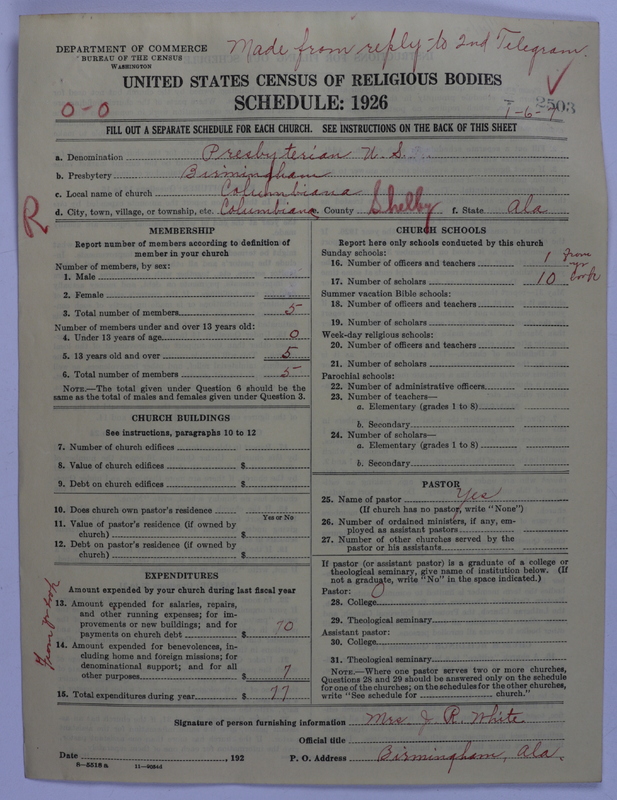 DEPARTMENT OF COMMERCE
BUREAU OF THE CENSUS
WASHINGTON
Made from reply to 2nd Telegram.
UNITED STATES CENSUS OF RELIGIOUS BODIES
SCHEDULE: 1926
0-0
2503
1-6-7
FILL OUT A SEPARATE SCHEDULE FOR EACH CHURCH. SEE INSTRUCTIONS ON THE BACK OF THIS SHEET
a. Denomination Presbyterian U. S.
b. Presbytery Birmingham
c. Local name of church Columbiana
d. City, town, village, or township, etc. Columbiana e. County Shelby f. State Ala
R
MEMBERSHIP
Report number of members according to definition of
member in your church
Number of members, by sex:
1. Male
2. Female
3. Total number of members 5
Number of members under and over 13 years old:
4. Under 13 years of age 0
5. 13 years old and over 5
6. Total number of members 5
NOTE.—The total given under Question 6 should be the
same as the total of males and females given under Question 3.
CHURCH BUILDINGS
See instructions, paragraphs 10 to 12
7. Number of church edifices
8. Value of church edifices $
9. Debt on church edifices $
10. Does church own pastor's residence
Yes or No
11. Value of pastor's residence (if owned by
church) $
12. Debt on pastor's residence (if owned by
church) $
EXPENDITURES
Amount expended by your church during last fiscal year
13. Amount expended for salaries, repairs,
and other running expenses; for im-
provements or new buildings; and for
payments on church debt $ 70
14. Amount expended for benevolences, in-
cluding home and foreign missions; for
denominational support; and for all
other purposes $ 7
15. Total expenditures during year $ 77
From yr book
CHURCH SCHOOLS
Report here only schools conducted by this church
Sunday schools:
16. Number of officers and teachers 1 from
yr
17. Number of scholars 10 book
Summer vacation Bible schools:
18. Number of officers and teachers
19. Number of scholars
Week-day religious schools:
20. Number of officers and teachers
21. Number of scholars
Parochial schools:
22. Number of administrative officers
23. Number of teachers—
a. Elementary (grades 1 to 8)
b. Secondary
24. Number of scholars—
a. Elementary (grades 1 to 8)
b. Secondary
PASTOR
25. Name of pastor Yes
(If church has no pastor, write "None")
26. Number of ordained ministers, if any, em-
ployed as assistant pastors
27. Number of other churches served by the
pastor or his assistants
If pastor (or assistant pastor) is a graduate of a college or
theological seminary, give name of institution below. (If
not a graduate, write "No" in the space indicated.)
Pastor: 0
28. College
29. Theological seminary
Assistant pastor:
30. College
31. Theological seminary
NOTE.—Where one pastor serves two or more churches,
Questions 28 and 29 should be answered only on the schedule
for one of the churches; on the schedules for the other churches,
write "See schedule for church."
Signature of person furnishing information Mrs. J. R. White
Official title
Date , 192 P. O. Address Birmingham, Ala.
8-5518a 11-20544